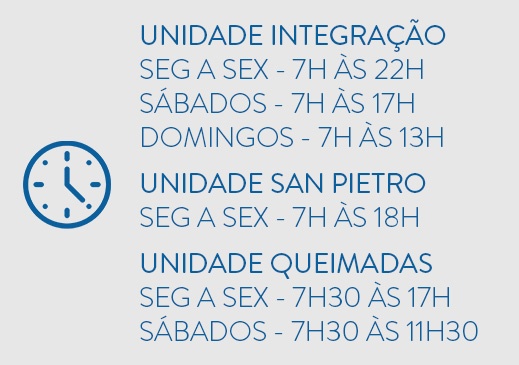 UNIDADE INTEGRAÇÃO
SEG A SEX - 7H ÀS 22H
SÁBADOS - 7H ÀS 17H
DOMINGOS - 7H ÀS 13H
UNIDADE SAN PIETRO
SEG A SEX - 7H ÀS 18H
UNIDADE QUEIMADAS
SEG A SEX - 7H30 ÀS 17H
SÁBADOS - 7H30 ÀS 11H30